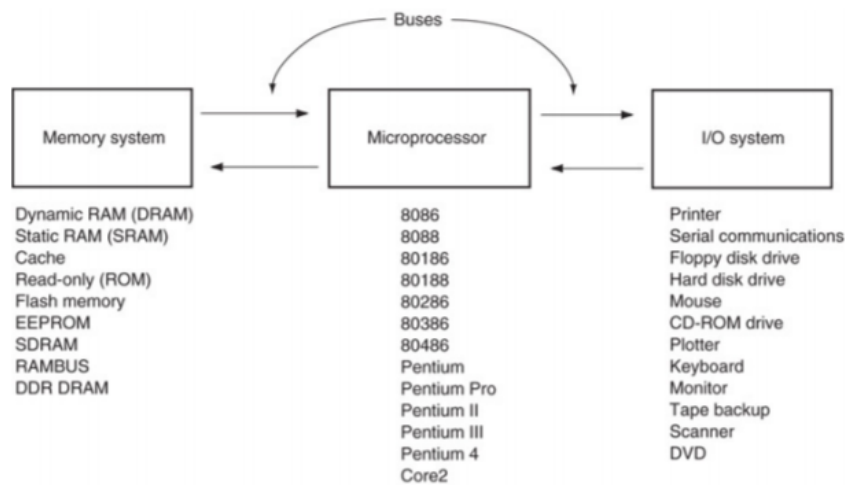 Buses
Memory system
Microprocessor
I/O system
Dynamic RAM (DRAM)
Static RAM (SRAM)
Cache
Read-only (ROM)
Flash memory
EEPROM
SDRAM
RAMBUS
DDR DRAM
8086
8088
80186
80188
80286
80386
80486
Pentium
Pentium Pro
Pentium II
Pentium III
Pentium 4
Core2
Printer
Serial communications
Floppy disk drive
Hard disk drive
Mouse
CD-ROM drive
Plotter
Keyboard
Monitor
Tape backup
Scanner
DVD